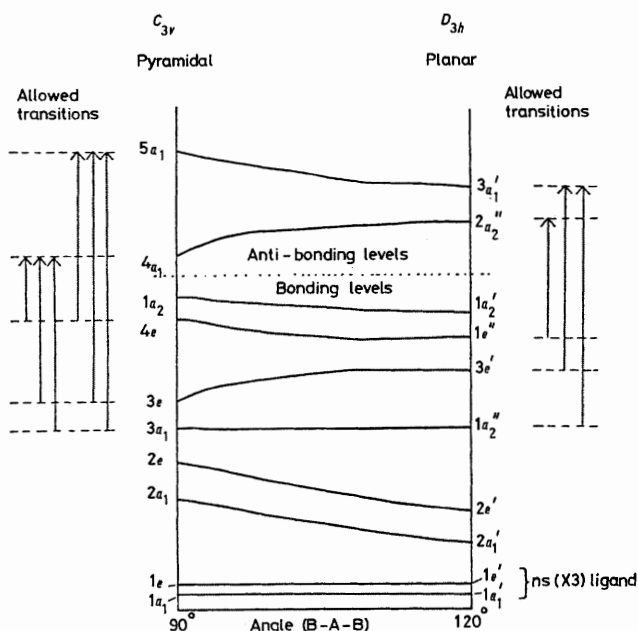 C3v
Pyramidal
D3h
Planar
Allowed
transitions
Allowed
transitions
5a1
4a1
1a2
4e
3e
3a1
2e
2a1
1e
1a1
Anti-bonding levels
Bonding levels
3a1'
2a2''
1a2'
1e''
3e'
1a2''
2e'
2a1'
1e'
1a1'
ns (X3) ligand
90°
Angle (B-A-B)
120°